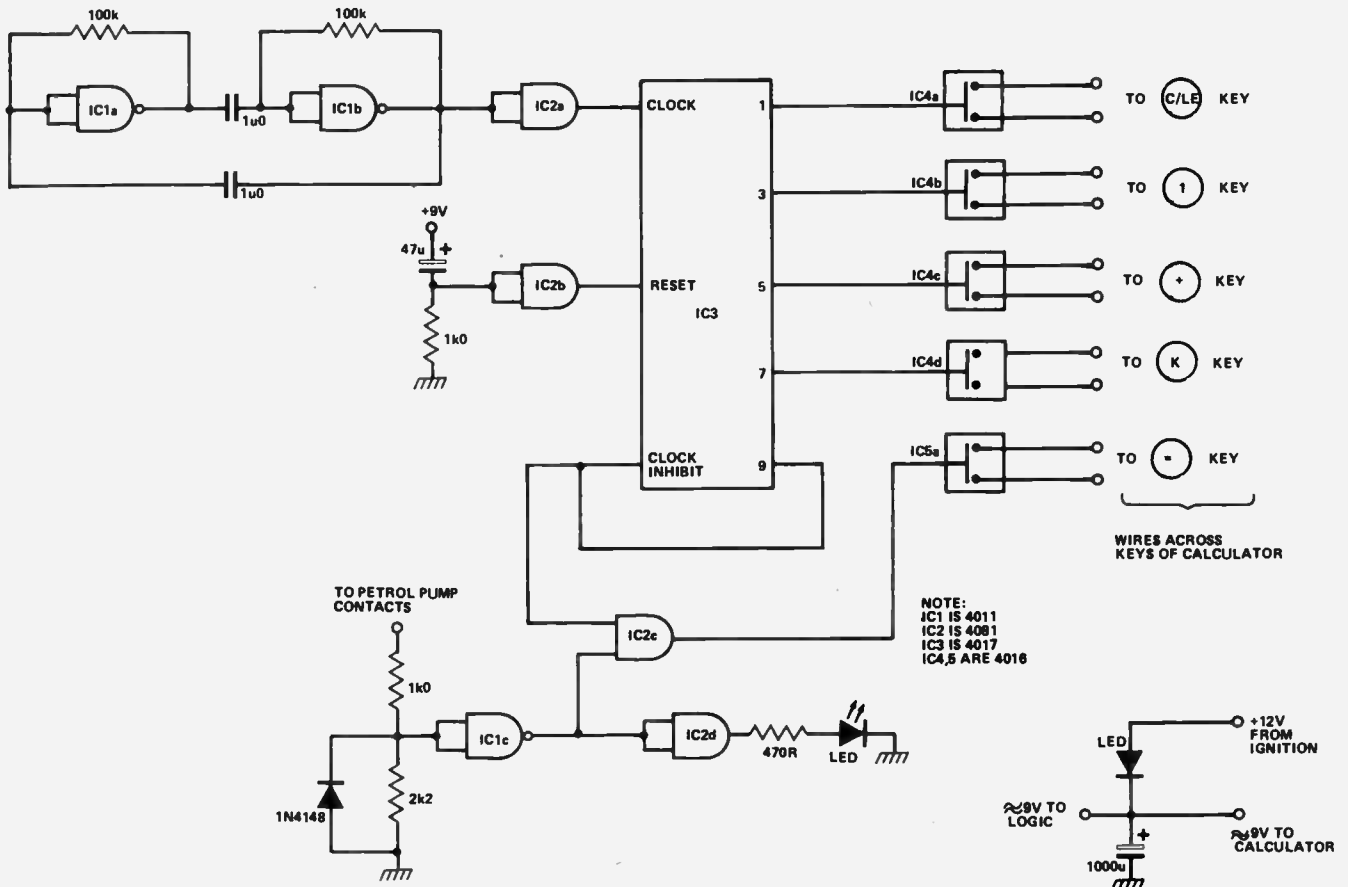 100k
100k
IC1a
1u0
IC1b
1u0
IC2a
CLOCK
1
IC4a
TO C/LE KEY
3
IC4b
TO ↑ KEY
+9V
47u +
IC2b
1k0
RESET
IC3
5
IC4c
TO + KEY
7
IC4d
TO K KEY
CLOCK
INHIBIT
9
IC5a
TO = KEY
WIRES ACROSS
KEYS OF CALCULATOR
TO PETROL PUMP
CONTACTS
1k0
IC2c
NOTE:
IC1 IS 4011
IC2 IS 4081
IC3 IS 4017
IC4,5 ARE 4016
IC1c
IC2d
470R
LED
2k2
1N4148
LED
+12V
FROM
IGNITION
≈9V TO
LOGIC
+
≈9V TO
CALCULATOR
1000u